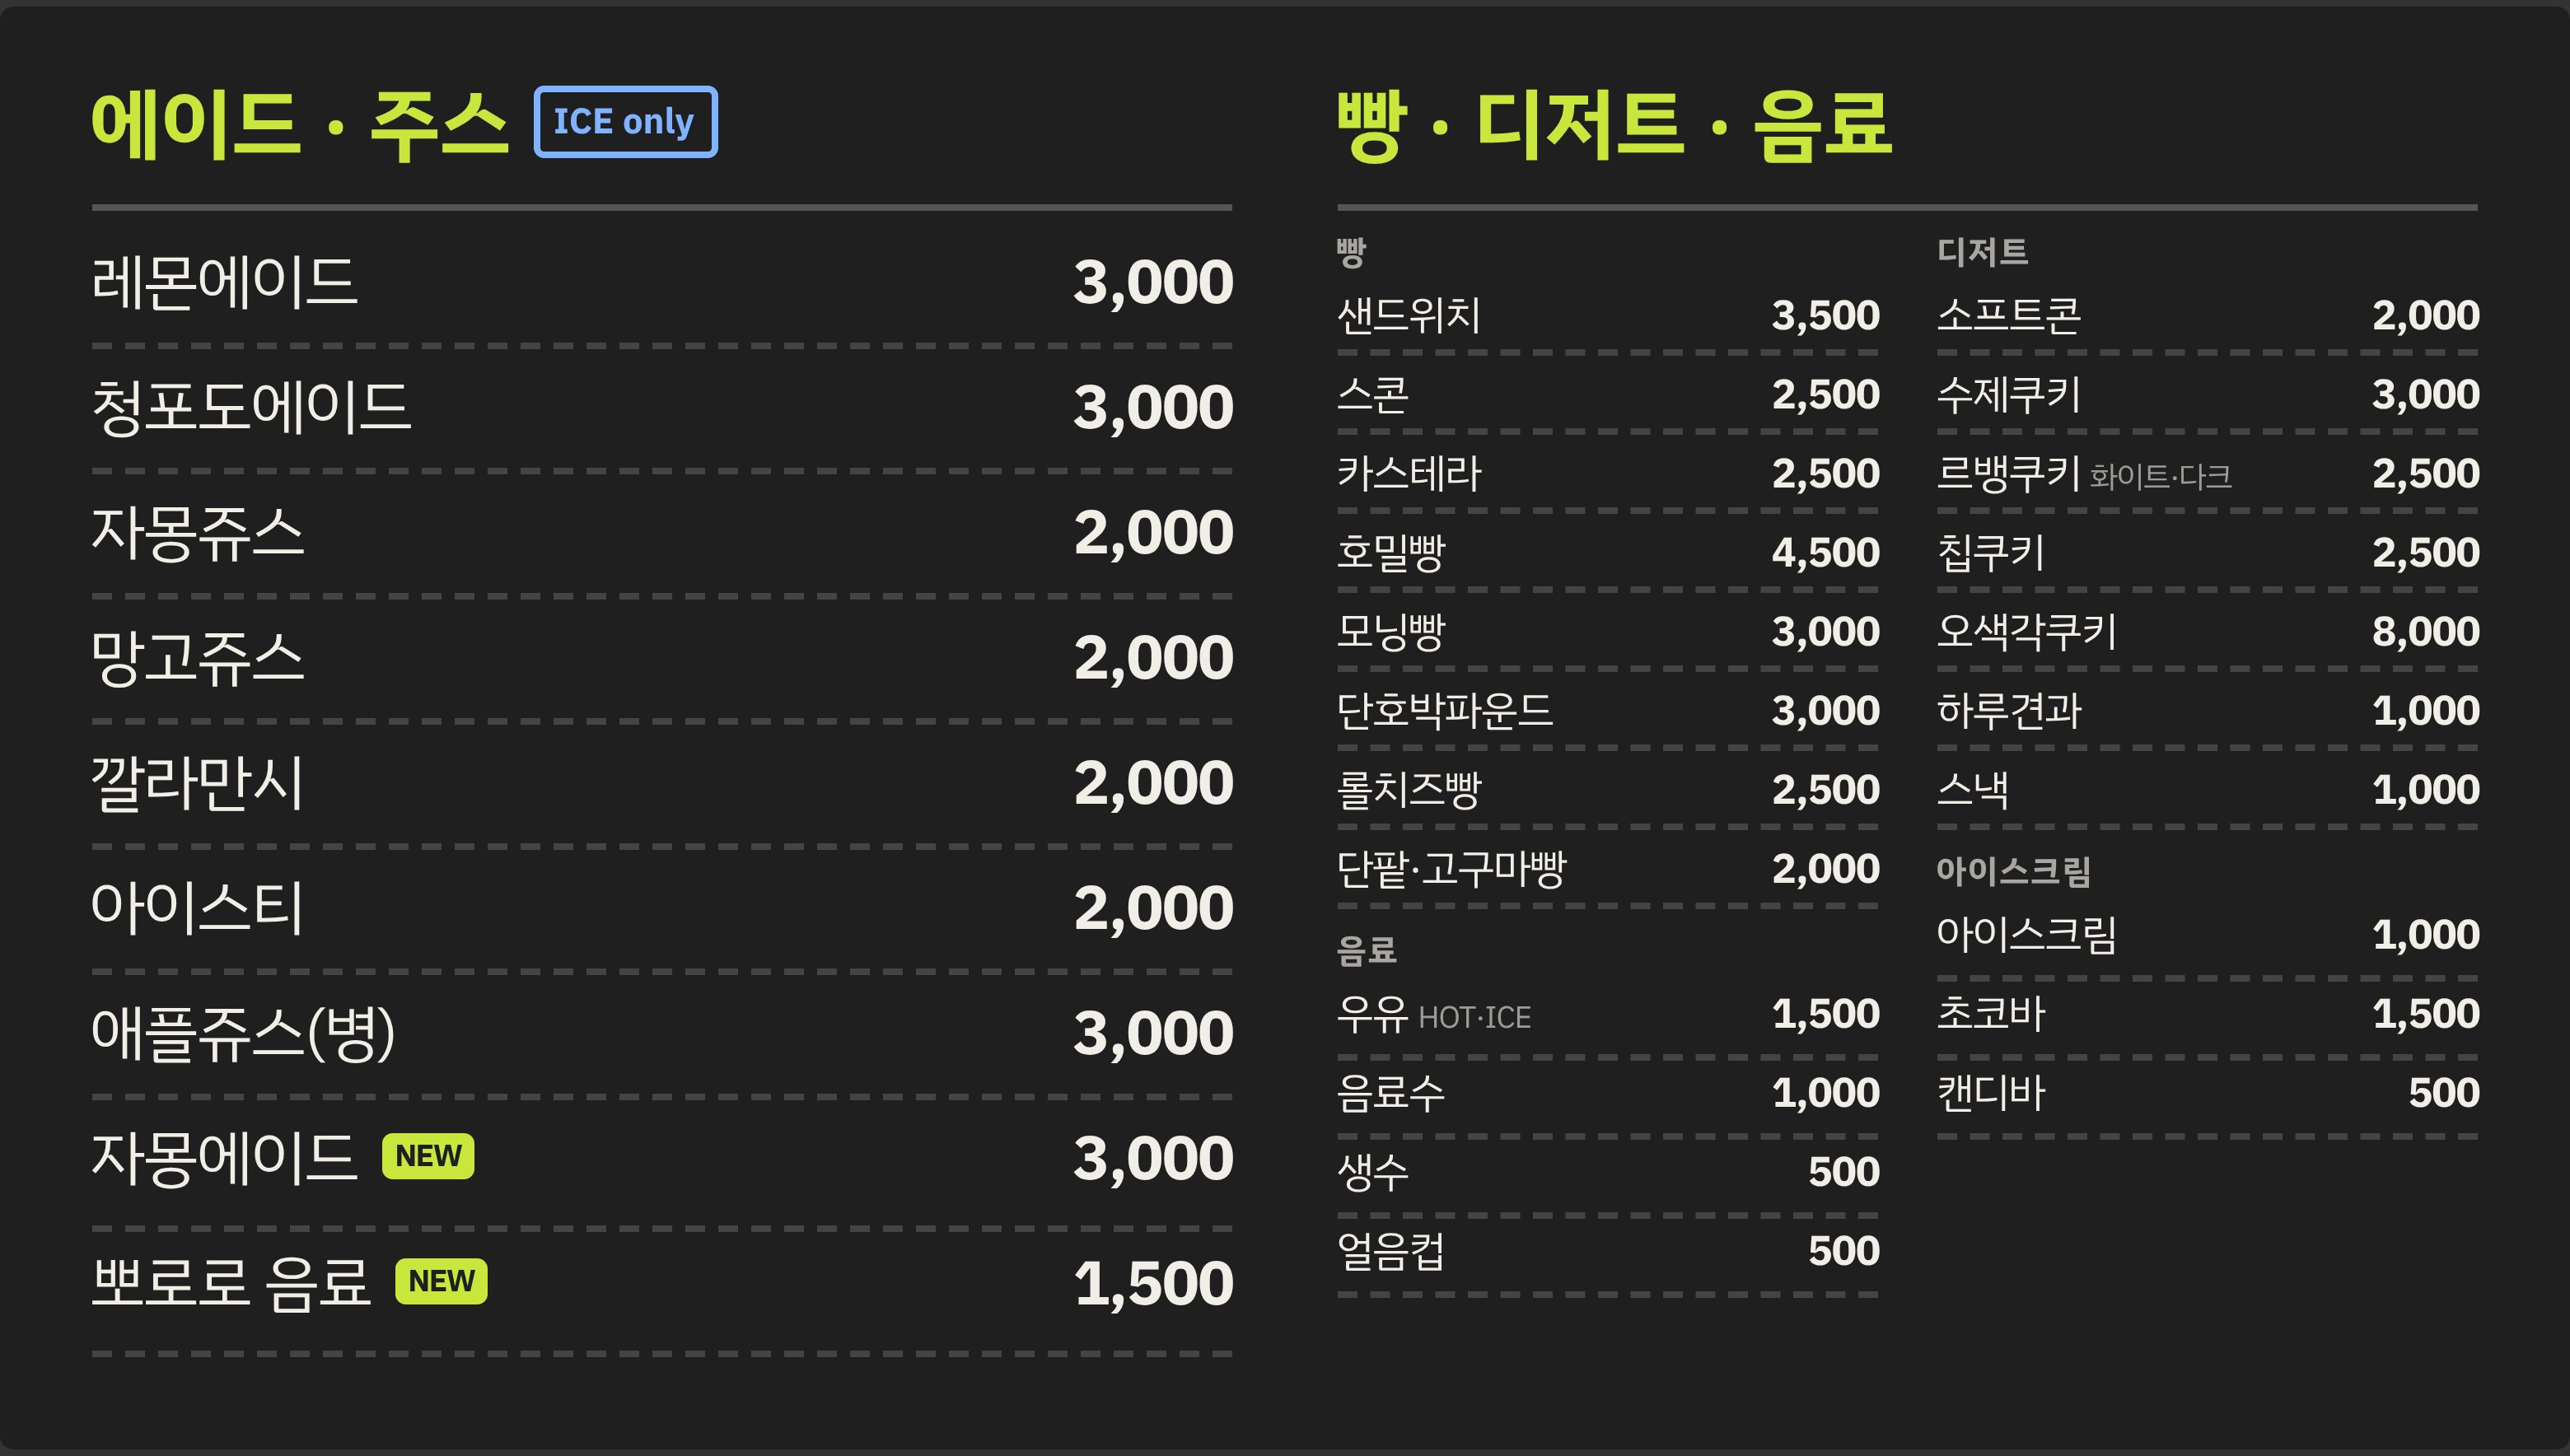 에이드 · 주스 ICE only
레몬에이드 3,000
청포도에이드 3,000
자몽쥬스 2,000
망고쥬스 2,000
깔라만시 2,000
아이스티 2,000
애플쥬스(병) 3,000
자몽에이드 NEW 3,000
뽀로로 음료 NEW 1,500
빵 · 디저트 · 음료
빵
샌드위치 3,500
스콘 2,500
카스테라 2,500
호밀빵 4,500
모닝빵 3,000
단호박파운드 3,000
롤치즈빵 2,500
단팥·고구마빵 2,000
음료
우유 HOT·ICE 1,500
음료수 1,000
생수 500
얼음컵 500
디저트
소프트콘 2,000
수제쿠키 3,000
르뱅쿠키 화이트·다크 2,500
칩쿠키 2,500
오색각쿠키 8,000
하루견과 1,000
스낵 1,000
아이스크림
아이스크림 1,000
초코바 1,500
캔디바 500